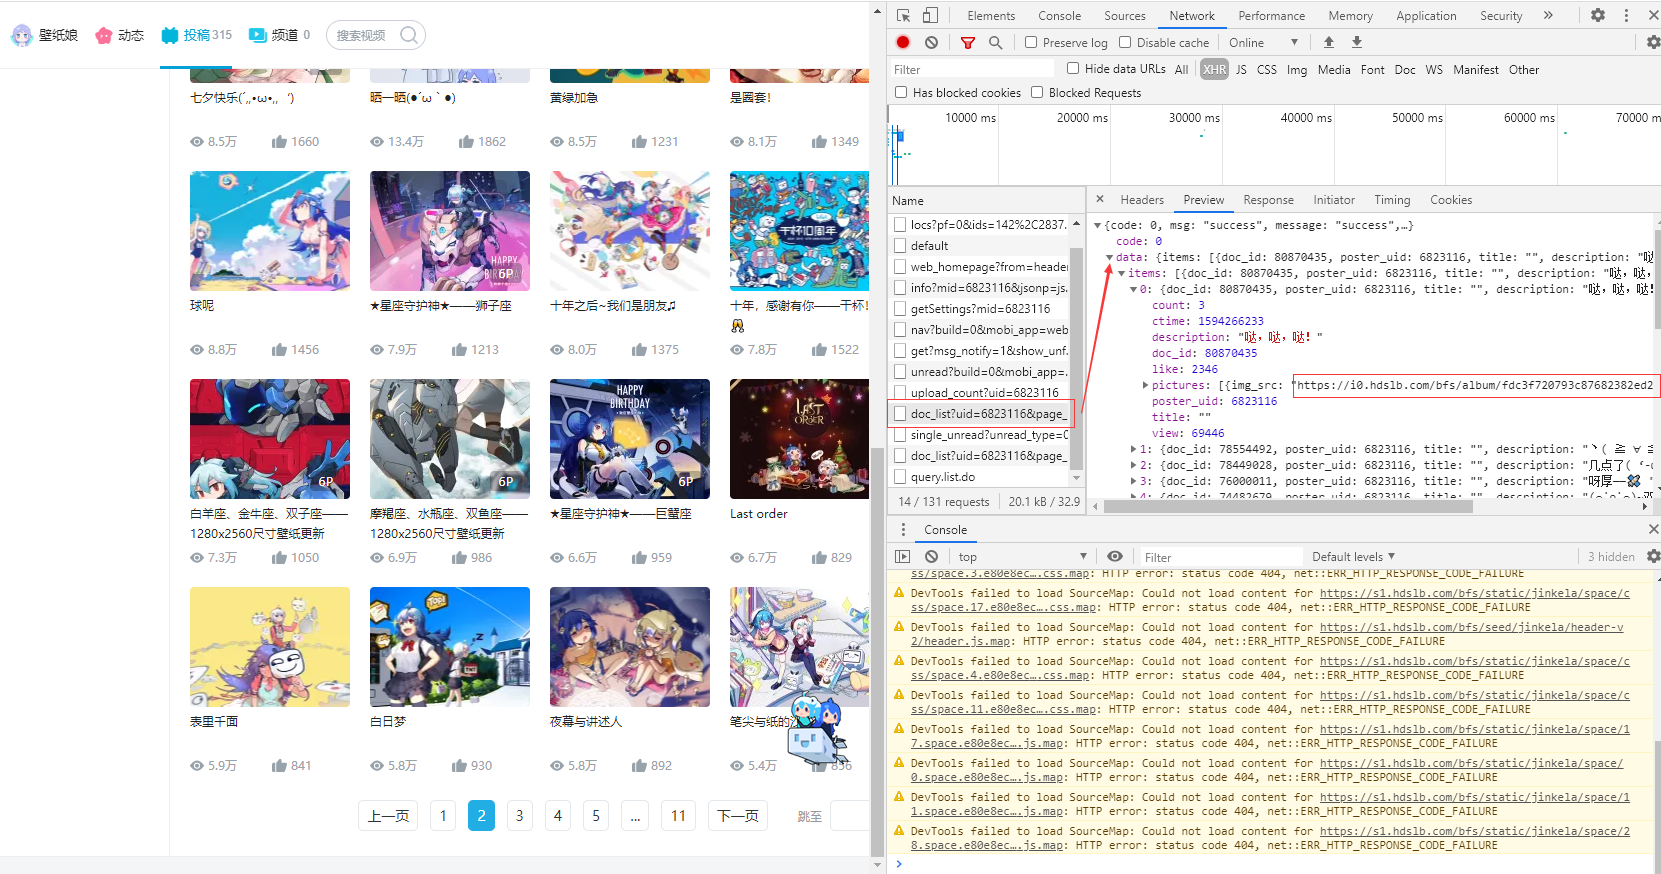 壁纸娘 动态 投稿 315 频道 0 搜索视频
七夕快乐(´,,•ω•,,‘) 晒一晒(●´ω｀●) 黄绿加急 是圈套！
8.5万 1660 13.4万 1862 8.5万 1231 8.1万 1349
6P
球呢 ★星座守护神★——狮子座 十年之后~我们是朋友♫ 十年，感谢有你——干杯！
8.8万 1456 7.9万 1213 8.0万 1375 7.8万 1522
HAPPY BIRTHDAY
LAST ORDER
6P 6P 6P
白羊座、金牛座、双子座—— 摩羯座、水瓶座、双鱼座—— ★星座守护神★——巨蟹座 Last order
1280x2560尺寸壁纸更新 1280x2560尺寸壁纸更新
7.3万 1050 6.9万 986 6.6万 959 6.7万 829
表里千面 白日梦 夜幕与讲述人 笔尖与纸的
5.9万 841 5.8万 930 5.8万 892 5.4万 856
上一页 1 2 3 4 5 ... 11 下一页 跳至
Elements Console Sources Network Performance Memory Application Security »
Preserve log Disable cache Online
Filter Hide data URLs All XHR JS CSS Img Media Font Doc WS Manifest Other
Has blocked cookies Blocked Requests
10000 ms 20000 ms 30000 ms 40000 ms 50000 ms 60000 ms 70000 m
Name
locs?pf=0&ids=142%2C2837.
default
web_homepage?from=header
info?mid=6823116&jsonp=js.
getSettings?mid=6823116
nav?build=0&mobi_app=web
get?msg_notify=1&show_unf.
unread?build=0&mobi_app=.
upload_count?uid=6823116
doc_list?uid=6823116&page_
single_unread?unread_type=0
doc_list?uid=6823116&page_
query.list.do
14 / 131 requests 20.1 kB / 32.9
× Headers Preview Response Initiator Timing Cookies
{code: 0, msg: "success", message: "success",…}
code: 0
data: {items: [{doc_id: 80870435, poster_uid: 6823116, title: "", description: "哒
items: [{doc_id: 80870435, poster_uid: 6823116, title: "", description: "哒，哒，
0: {doc_id: 80870435, poster_uid: 6823116, title: "", description: "哒，哒，哒!
count: 3
ctime: 1594266233
description: "哒，哒，哒! "
doc_id: 80870435
like: 2346
pictures: [{img_src: "https://i0.hdslb.com/bfs/album/fdc3f720793c87682382ed2
poster_uid: 6823116
title: ""
view: 69446
1: {doc_id: 78554492, poster_uid: 6823116, title: "", description: "丶( ≧ ∀ ≦
2: {doc_id: 78449028, poster_uid: 6823116, title: "", description: "几点了(
3: {doc_id: 76000011, poster_uid: 6823116, title: "", description: "呀厚—
4: {doc_id: 74482679, poster_uid: 6823116, title: "", description:
Console
top Filter Default levels ▼ 3 hidden
ss/space.3.e80e8ec….css.map: HTTP error: status code 404, net::ERR_HTTP_RESPONSE_CODE_FAILURE
DevTools failed to load SourceMap: Could not load content for https://s1.hdslb.com/bfs/static/jinkela/space/c
ss/space.17.e80e8ec….css.map: HTTP error: status code 404, net::ERR_HTTP_RESPONSE_CODE_FAILURE
DevTools failed to load SourceMap: Could not load content for https://s1.hdslb.com/bfs/seed/jinkela/header-v
2/header.js.map: HTTP error: status code 404, net::ERR_HTTP_RESPONSE_CODE_FAILURE
DevTools failed to load SourceMap: Could not load content for https://s1.hdslb.com/bfs/static/jinkela/space/c
ss/space.4.e80e8ec….css.map: HTTP error: status code 404, net::ERR_HTTP_RESPONSE_CODE_FAILURE
DevTools failed to load SourceMap: Could not load content for https://s1.hdslb.com/bfs/static/jinkela/space/c
ss/space.11.e80e8ec….css.map: HTTP error: status code 404, net::ERR_HTTP_RESPONSE_CODE_FAILURE
DevTools failed to load SourceMap: Could not load content for https://s1.hdslb.com/bfs/static/jinkela/space/1
7.space.e80e8ec….js.map: HTTP error: status code 404, net::ERR_HTTP_RESPONSE_CODE_FAILURE
DevTools failed to load SourceMap: Could not load content for https://s1.hdslb.com/bfs/static/jinkela/space/
0.space.e80e8ec….js.map: HTTP error: status code 404, net::ERR_HTTP_RESPONSE_CODE_FAILURE
DevTools failed to load SourceMap: Could not load content for https://s1.hdslb.com/bfs/static/jinkela/space/1
1.space.e80e8ec….js.map: HTTP error: status code 404, net::ERR_HTTP_RESPONSE_CODE_FAILURE
DevTools failed to load SourceMap: Could not load content for https://s1.hdslb.com/bfs/static/jinkela/space/2
8.space.e80e8ec….js.map: HTTP error: status code 404, net::ERR_HTTP_RESPONSE_CODE_FAILURE